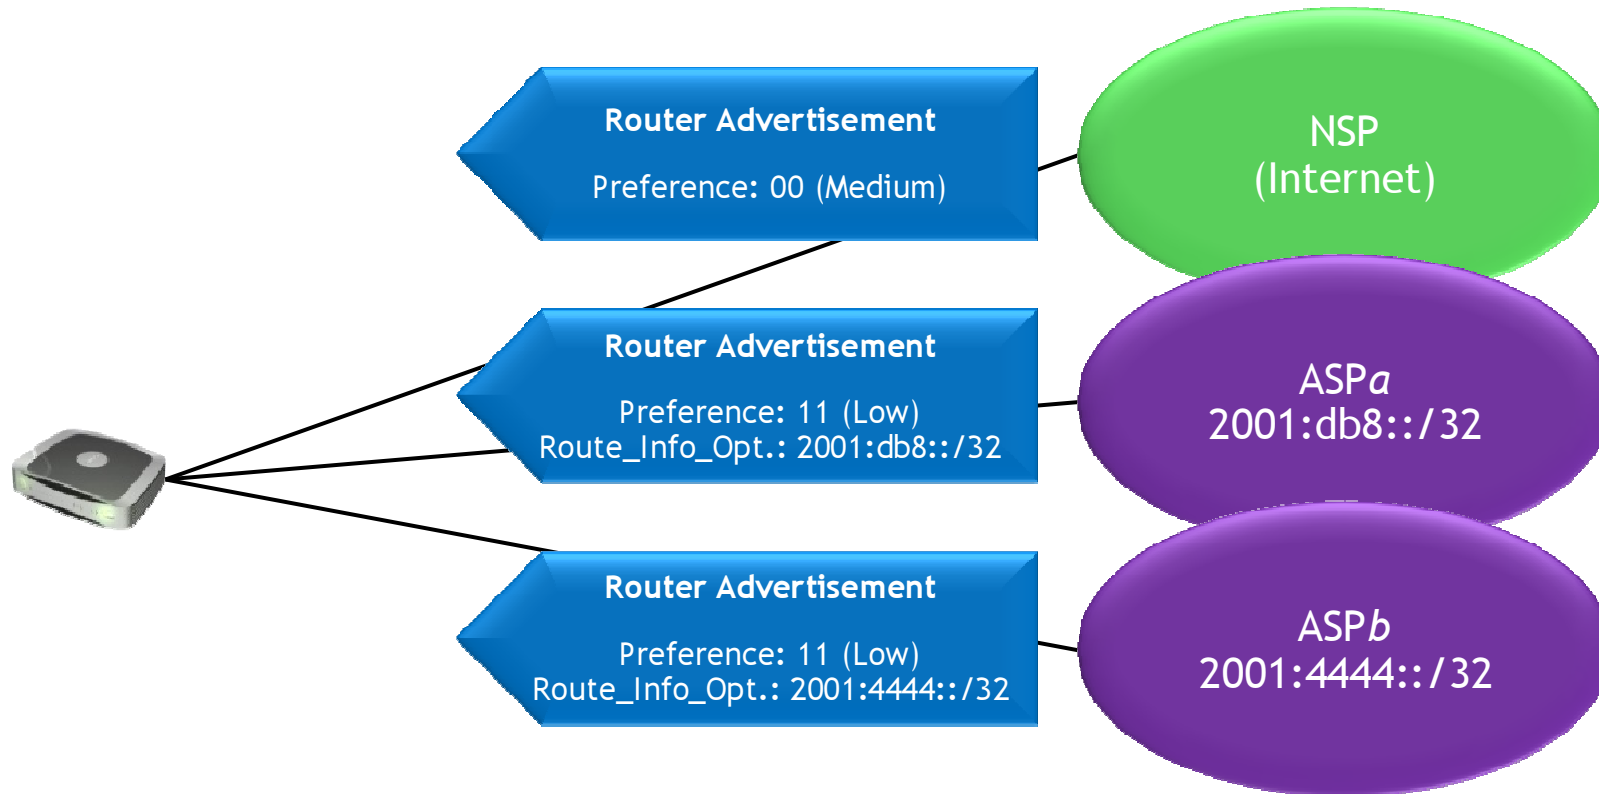 Router Advertisement
Preference: 00 (Medium)
NSP
(Internet)
Router Advertisement
Preference: 11 (Low)
Route_Info_Opt.: 2001:db8::/32
ASPa
2001:db8::/32
Router Advertisement
Preference: 11 (Low)
Route_Info_Opt.: 2001:4444::/32
ASPb
2001:4444::/32